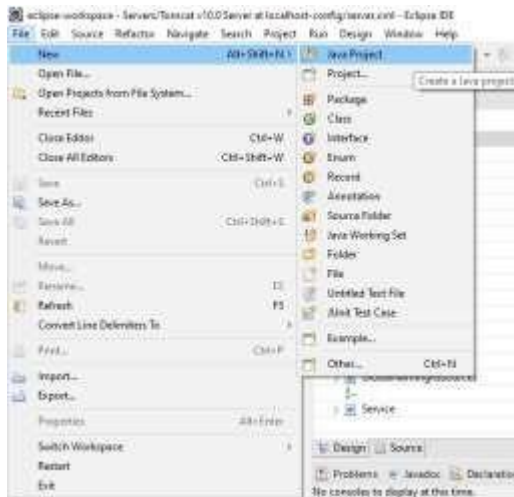 eclipse-workspace - Servers/Tomcat v10.0 Server at localhost-config/server.xml - Eclipse IDE
File Edit Source Refactor Navigate Search Project Run Design Window Help
New Alt+Shift+N
Open File...
Open Projects from File System...
Recent Files
Close Editor Ctrl+W
Close All Editors Ctrl+Shift+W
Save Ctrl+S
Save As...
Save All Ctrl+Shift+S
Revert
Move...
Rename... F2
Refresh F5
Convert Line Delimiters To
Print... Ctrl+P
Import...
Export...
Properties Alt+Enter
Switch Workspace
Restart
Exit
Java Project
Project...
Create a Java project
Package
Class
Interface
Enum
Record
Annotation
Source Folder
Java Working Set
Folder
File
Untitled Text File
JUnit Test Case
Example...
Other... Ctrl+N
Service
Design Source
Problems Javadoc Declaration
No consoles to display at this time.